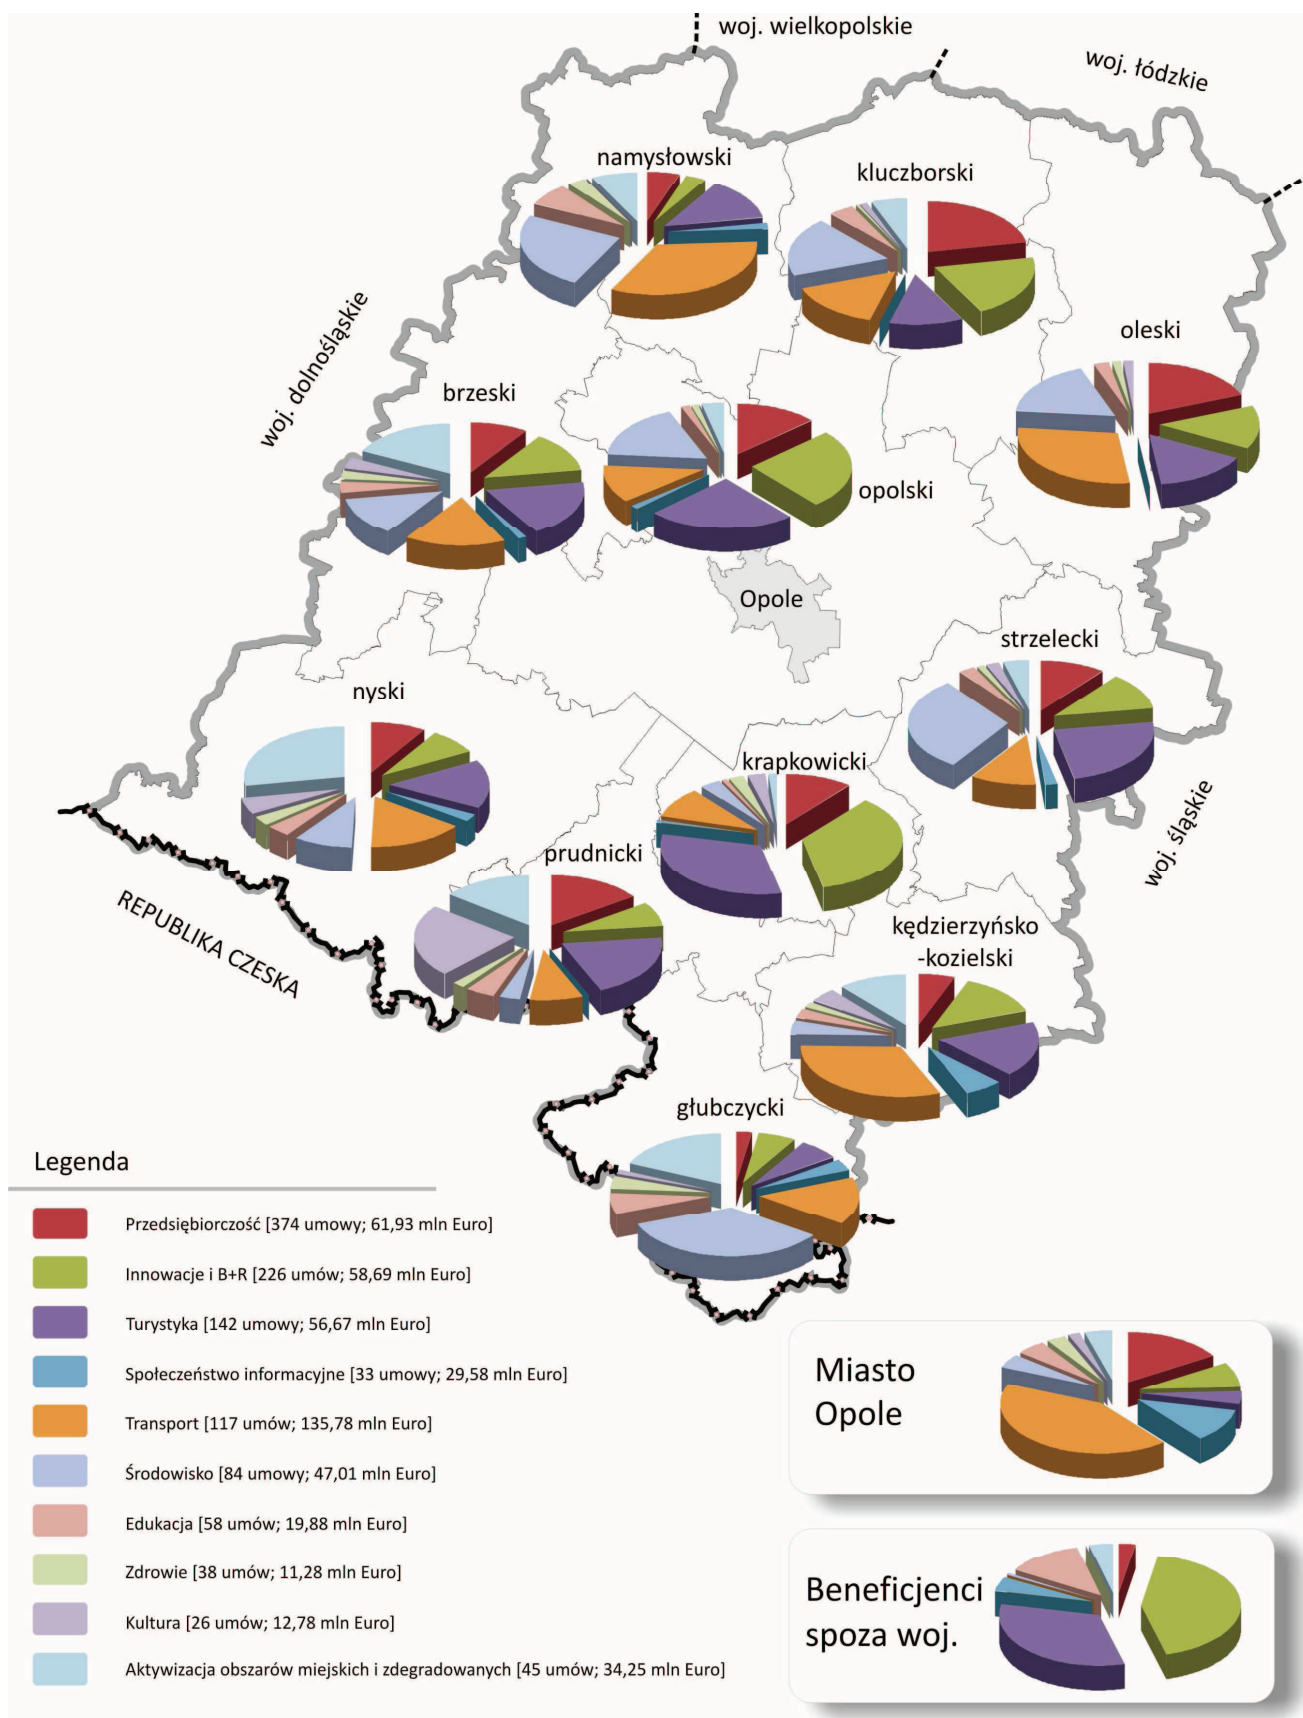 woj. wielkopolskie
woj. łódzkie
namysłowski
kluczborski
woj. dolnośląskie
oleski
brzeski
opolski
Opole
strzelecki
nyski
krapkowicki
woj. śląskie
prudnicki
REPUBLIKA CZESKA
kędzierzyńsko
-kozielski
głubczycki
Legenda
Przedsiębiorczość [374 umowy; 61,93 mln Euro]
Innowacje i B+R [226 umów; 58,69 mln Euro]
Turystyka [142 umowy; 56,67 mln Euro]
Społeczeństwo informacyjne [33 umowy; 29,58 mln Euro]
Transport [117 umów; 135,78 mln Euro]
Środowisko [84 umowy; 47,01 mln Euro]
Edukacja [58 umów; 19,88 mln Euro]
Zdrowie [38 umów; 11,28 mln Euro]
Kultura [26 umów; 12,78 mln Euro]
Aktywizacja obszarów miejskich i zdegradowanych [45 umów; 34,25 mln Euro]
Miasto
Opole
Beneficjenci
spoza woj.